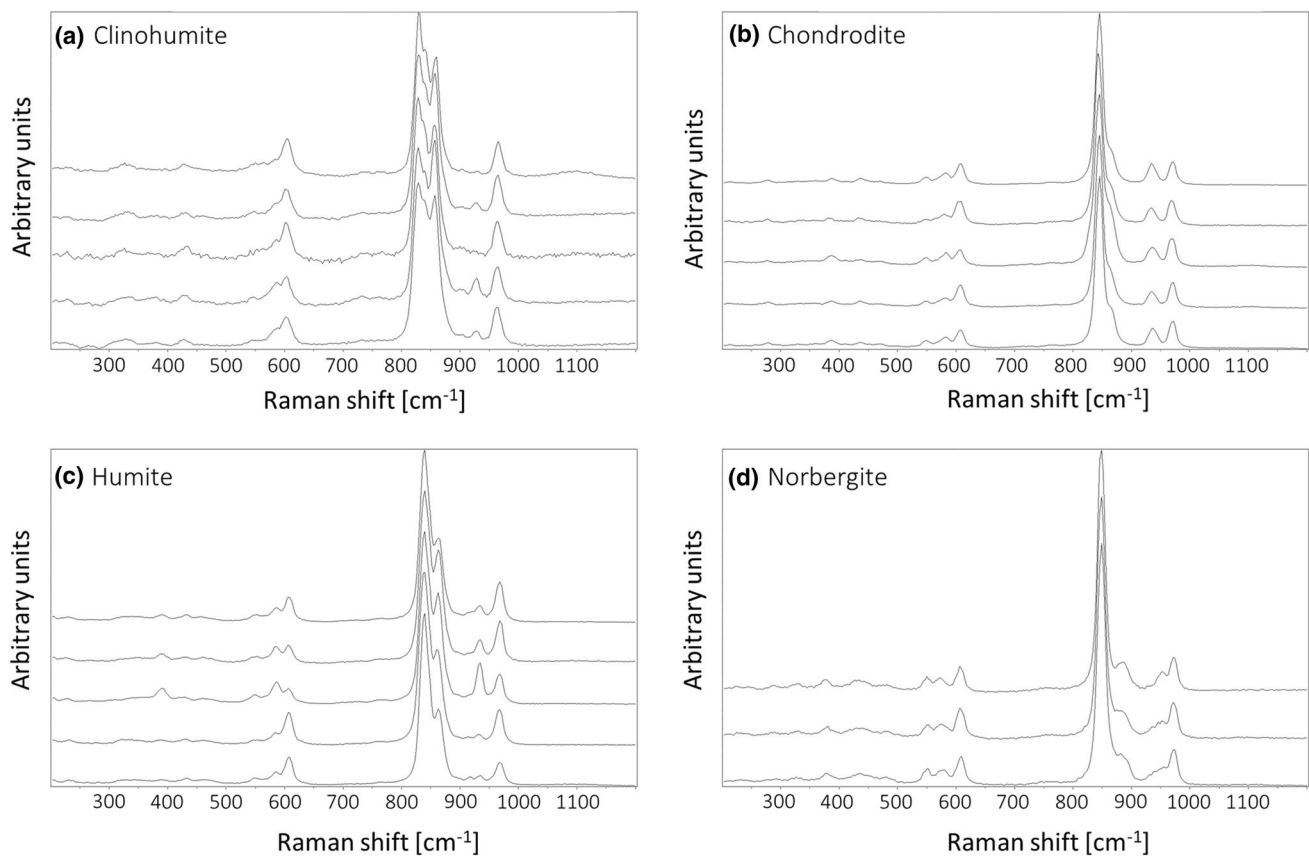 (a) Clinohumite
Arbitrary units
300 400 500 600 700 800 900 1000 1100
Raman shift [cm-1]
(b) Chondrodite
Arbitrary units
300 400 500 600 700 800 900 1000 1100
Raman shift [cm-1]
(c) Humite
Arbitrary units
300 400 500 600 700 800 900 1000 1100
Raman shift [cm-1]
(d) Norbergite
Arbitrary units
300 400 500 600 700 800 900 1000 1100
Raman shift [cm-1]